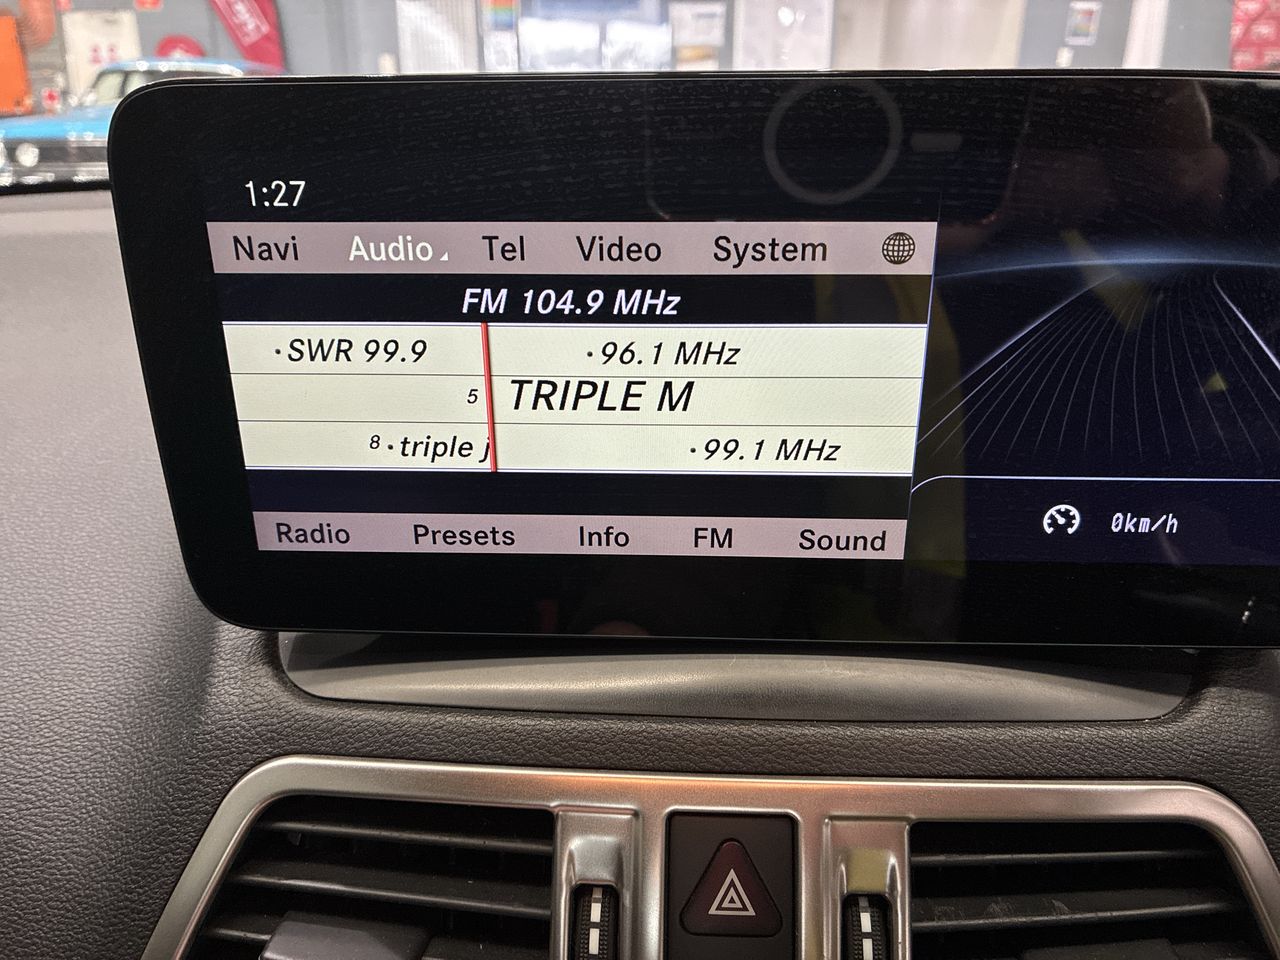 1:27
Navi Audio Tel Video System
FM 104.9 MHz
·SWR 99.9 ·96.1 MHz
5 TRIPLE M
8·triple j ·99.1 MHz
0km/h
Radio Presets Info FM Sound